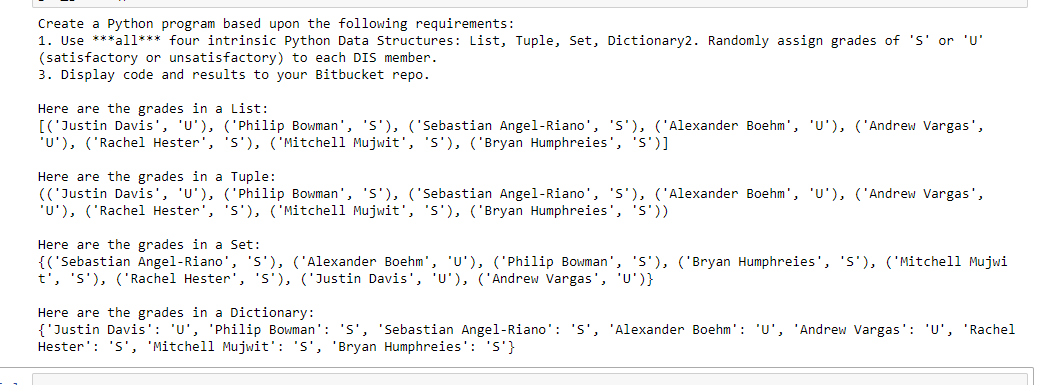 Create a Python program based upon the following requirements:
1. Use ***all*** four intrinsic Python Data Structures: List, Tuple, Set, Dictionary2. Randomly assign grades of 'S' or 'U'
(satisfactory or unsatisfactory) to each DIS member.
3. Display code and results to your Bitbucket repo.
Here are the grades in a List:
[('Justin Davis', 'U'), ('Philip Bowman', 'S'), ('Sebastian Angel-Riano', 'S'), ('Alexander Boehm', 'U'), ('Andrew Vargas',
'U'), ('Rachel Hester', 'S'), ('Mitchell Mujwit', 'S'), ('Bryan Humphreies', 'S')]
Here are the grades in a Tuple:
(('Justin Davis', 'U'), ('Philip Bowman', 'S'), ('Sebastian Angel-Riano', 'S'), ('Alexander Boehm', 'U'), ('Andrew Vargas',
'U'), ('Rachel Hester', 'S'), ('Mitchell Mujwit', 'S'), ('Bryan Humphreies', 'S'))
Here are the grades in a Set:
{('Sebastian Angel-Riano', 'S'), ('Alexander Boehm', 'U'), ('Philip Bowman', 'S'), ('Bryan Humphreies', 'S'), ('Mitchell Mujwi
t', 'S'), ('Rachel Hester', 'S'), ('Justin Davis', 'U'), ('Andrew Vargas', 'U')}
Here are the grades in a Dictionary:
{'Justin Davis': 'U', 'Philip Bowman': 'S', 'Sebastian Angel-Riano': 'S', 'Alexander Boehm': 'U', 'Andrew Vargas': 'U', 'Rachel
Hester': 'S', 'Mitchell Mujwit': 'S', 'Bryan Humphreies': 'S'}